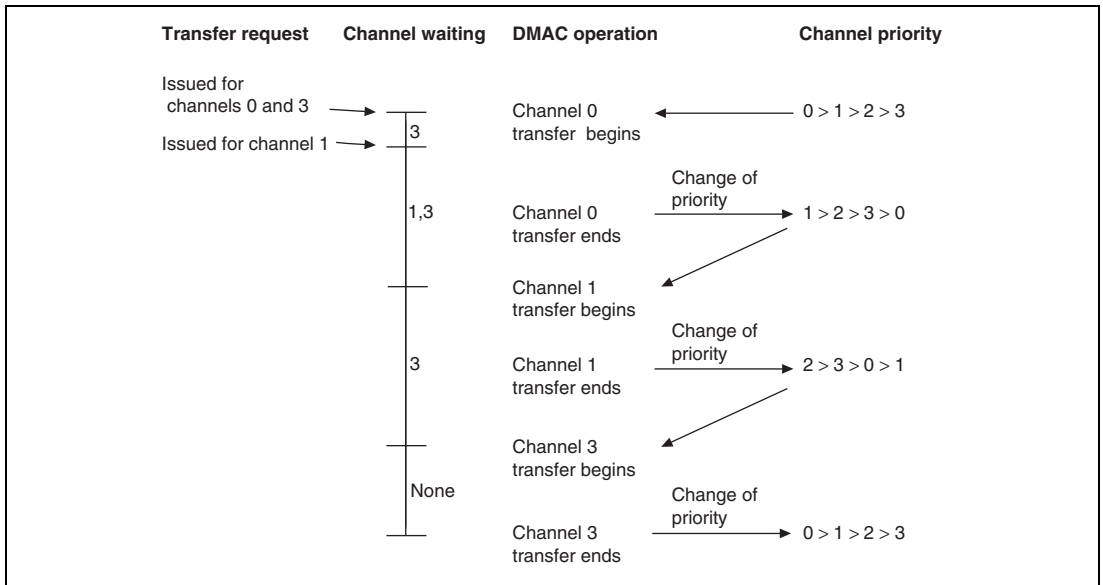 Transfer request Channel waiting DMAC operation Channel priority
Issued for
channels 0 and 3
Channel 0
transfer begins
0 > 1 > 2 > 3
3
Issued for channel 1
1,3
Change of
priority
Channel 0
transfer ends
1 > 2 > 3 > 0
Channel 1
transfer begins
3
Change of
priority
Channel 1
transfer ends
2 > 3 > 0 > 1
Channel 3
transfer begins
None
Change of
priority
Channel 3
transfer ends
0 > 1 > 2 > 3